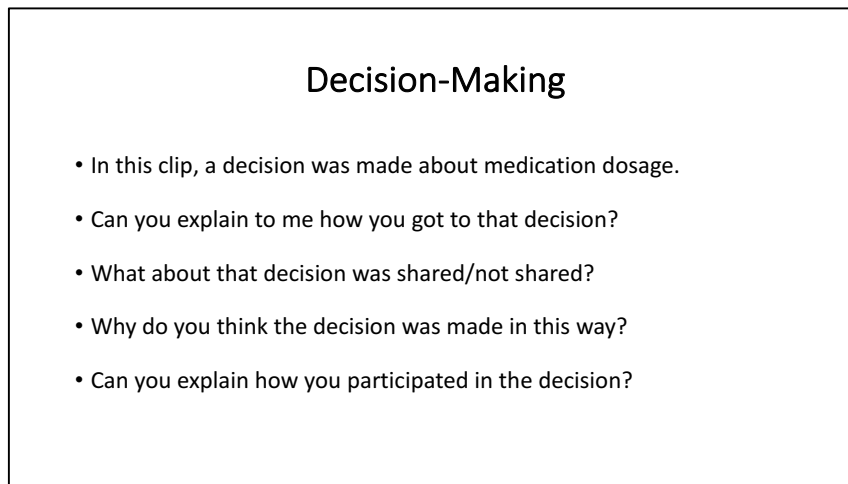 Decision-Making
• In this clip, a decision was made about medication dosage.
• Can you explain to me how you got to that decision?
• What about that decision was shared/not shared?
• Why do you think the decision was made in this way?
• Can you explain how you participated in the decision?